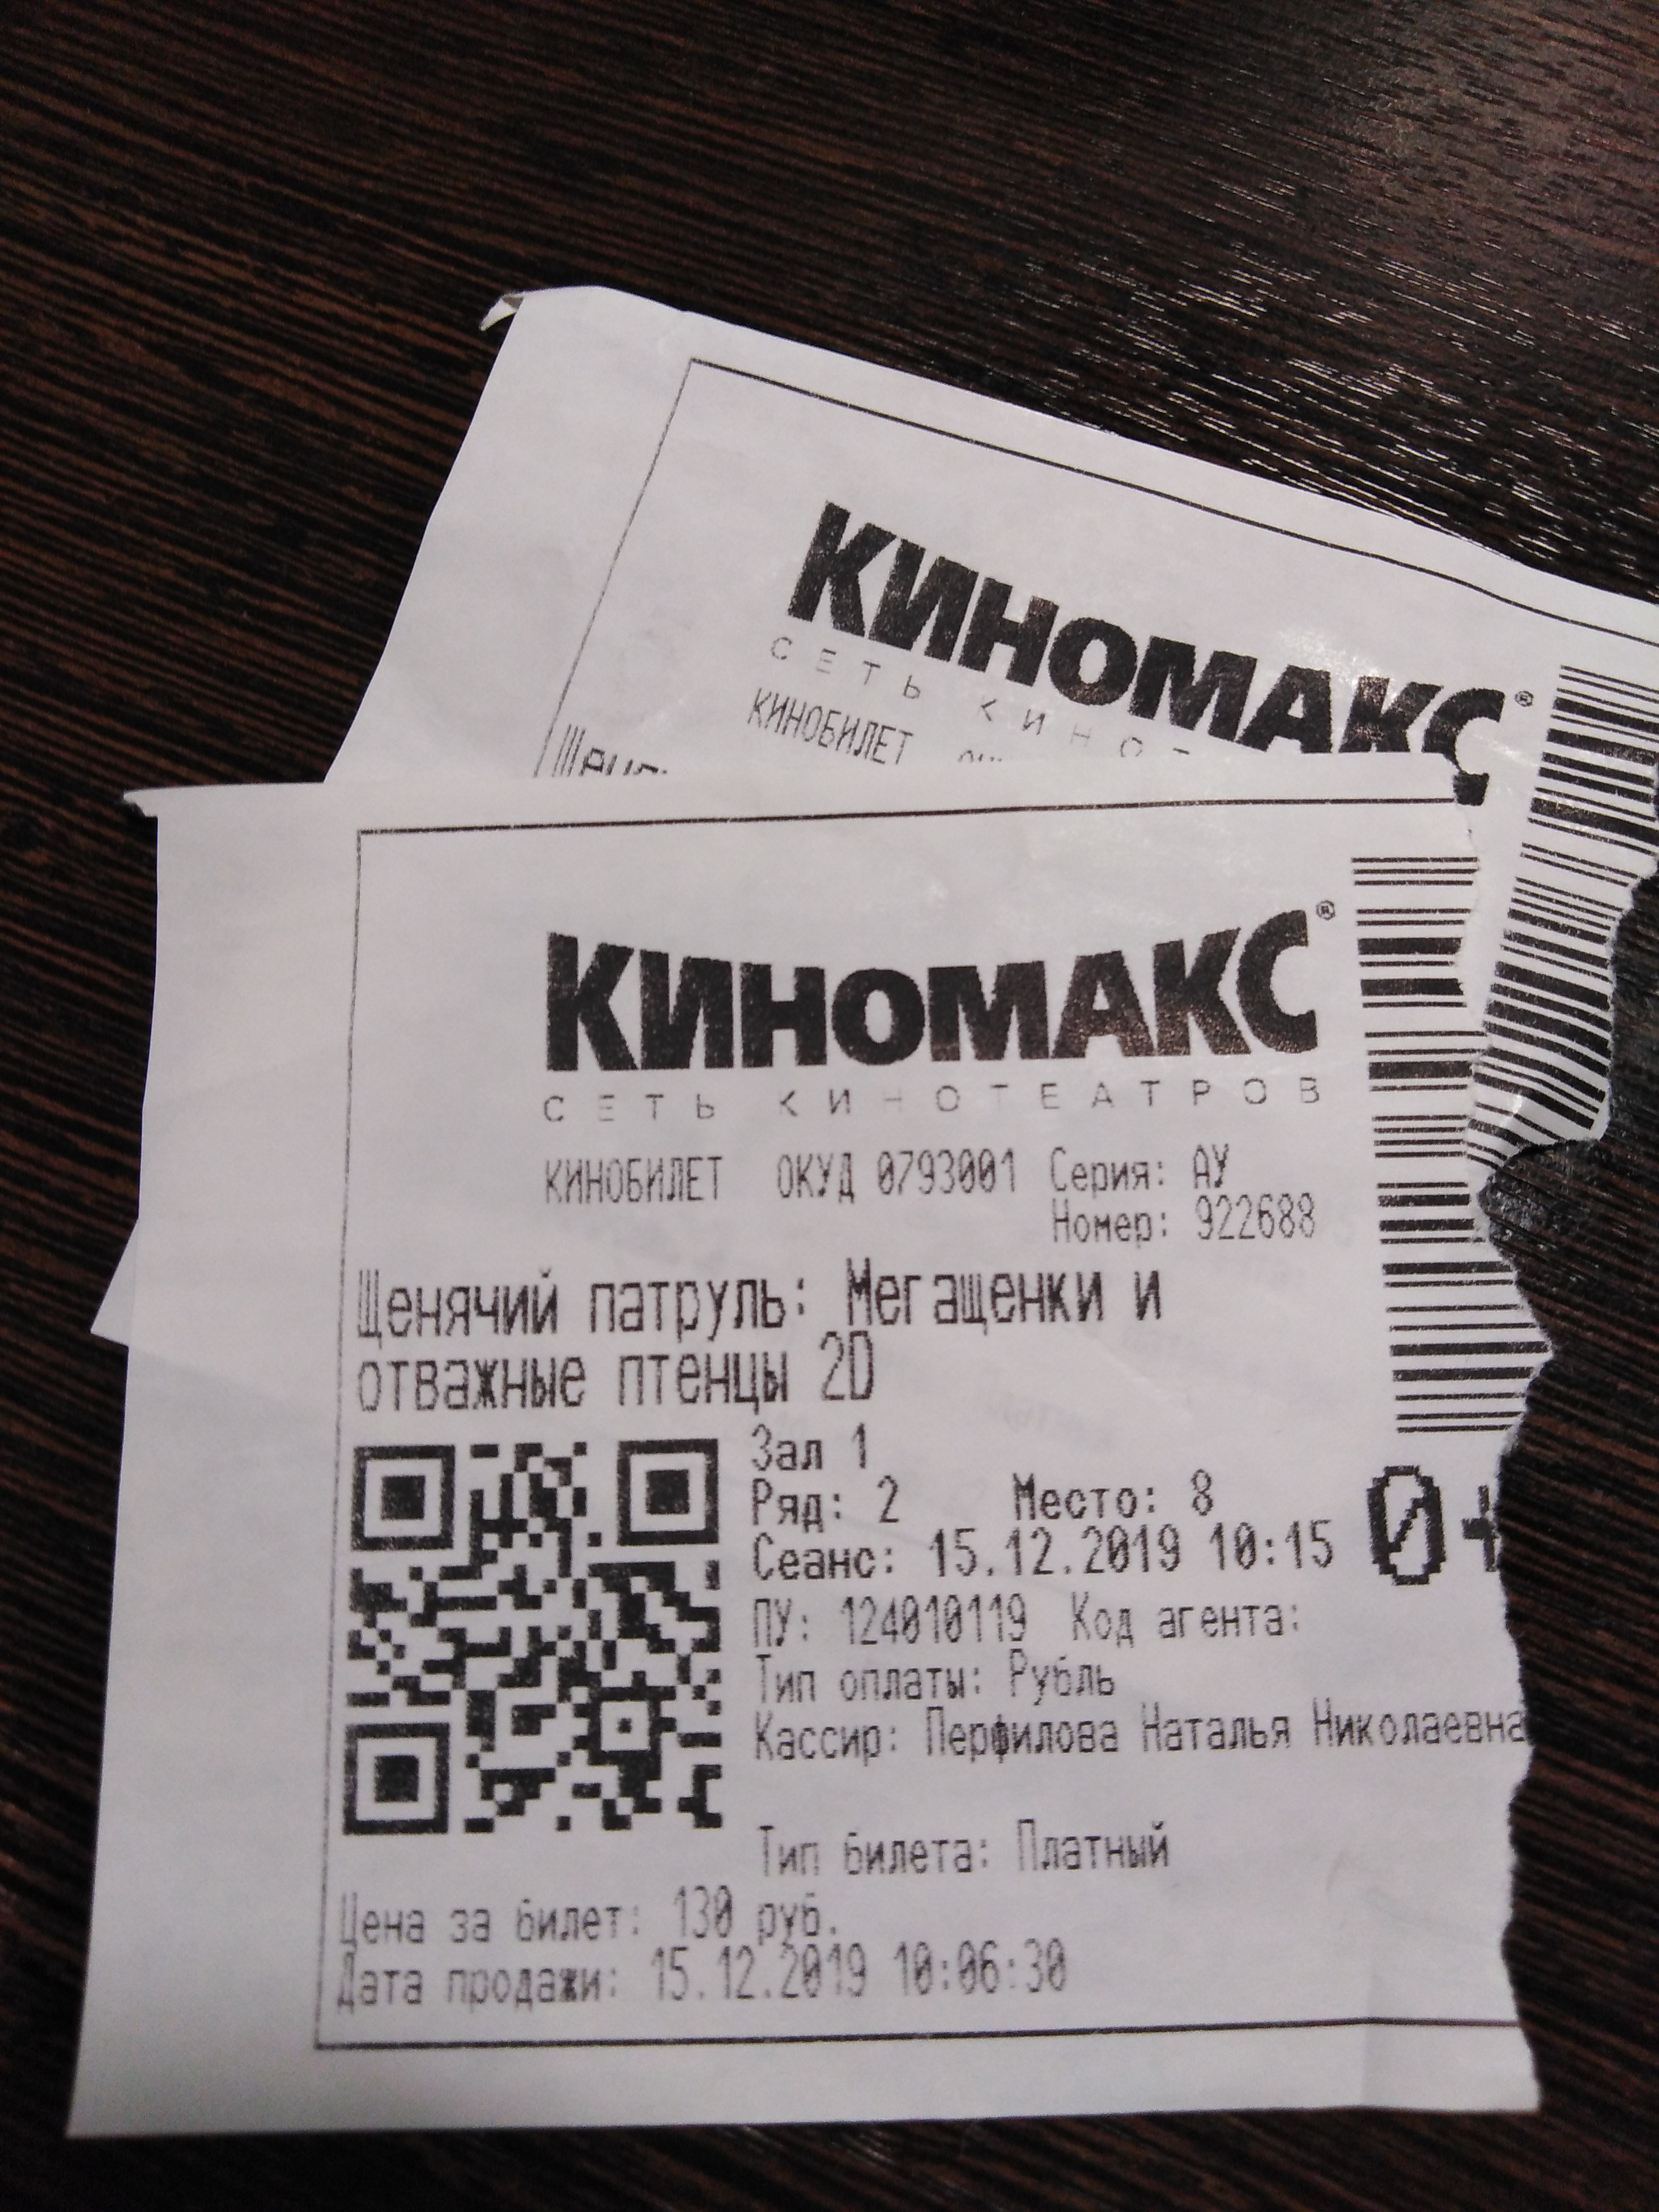 КИНОМАКС®
СЕТЬ КИНОТ
КИНОБИЛЕТ
КИНОМАКС®
СЕТЬ КИНОТЕАТРОВ
КИНОБИЛЕТ ОКУД 0793001 Серия: АУ
Номер: 922688
Щенячий патруль: Мегащенки и
отважные птенцы 2D
Зал 1
Ряд: 2 Место: 8
Сеанс: 15.12.2019 10:15 0+
ПУ: 124010119 Код агента:
Тип оплаты: Рубль
Кассир: Перфилова Наталья Николаевна
Тип билета: Платный
Цена за билет: 130 руб.
Дата продажи: 15.12.2019 10:06:30